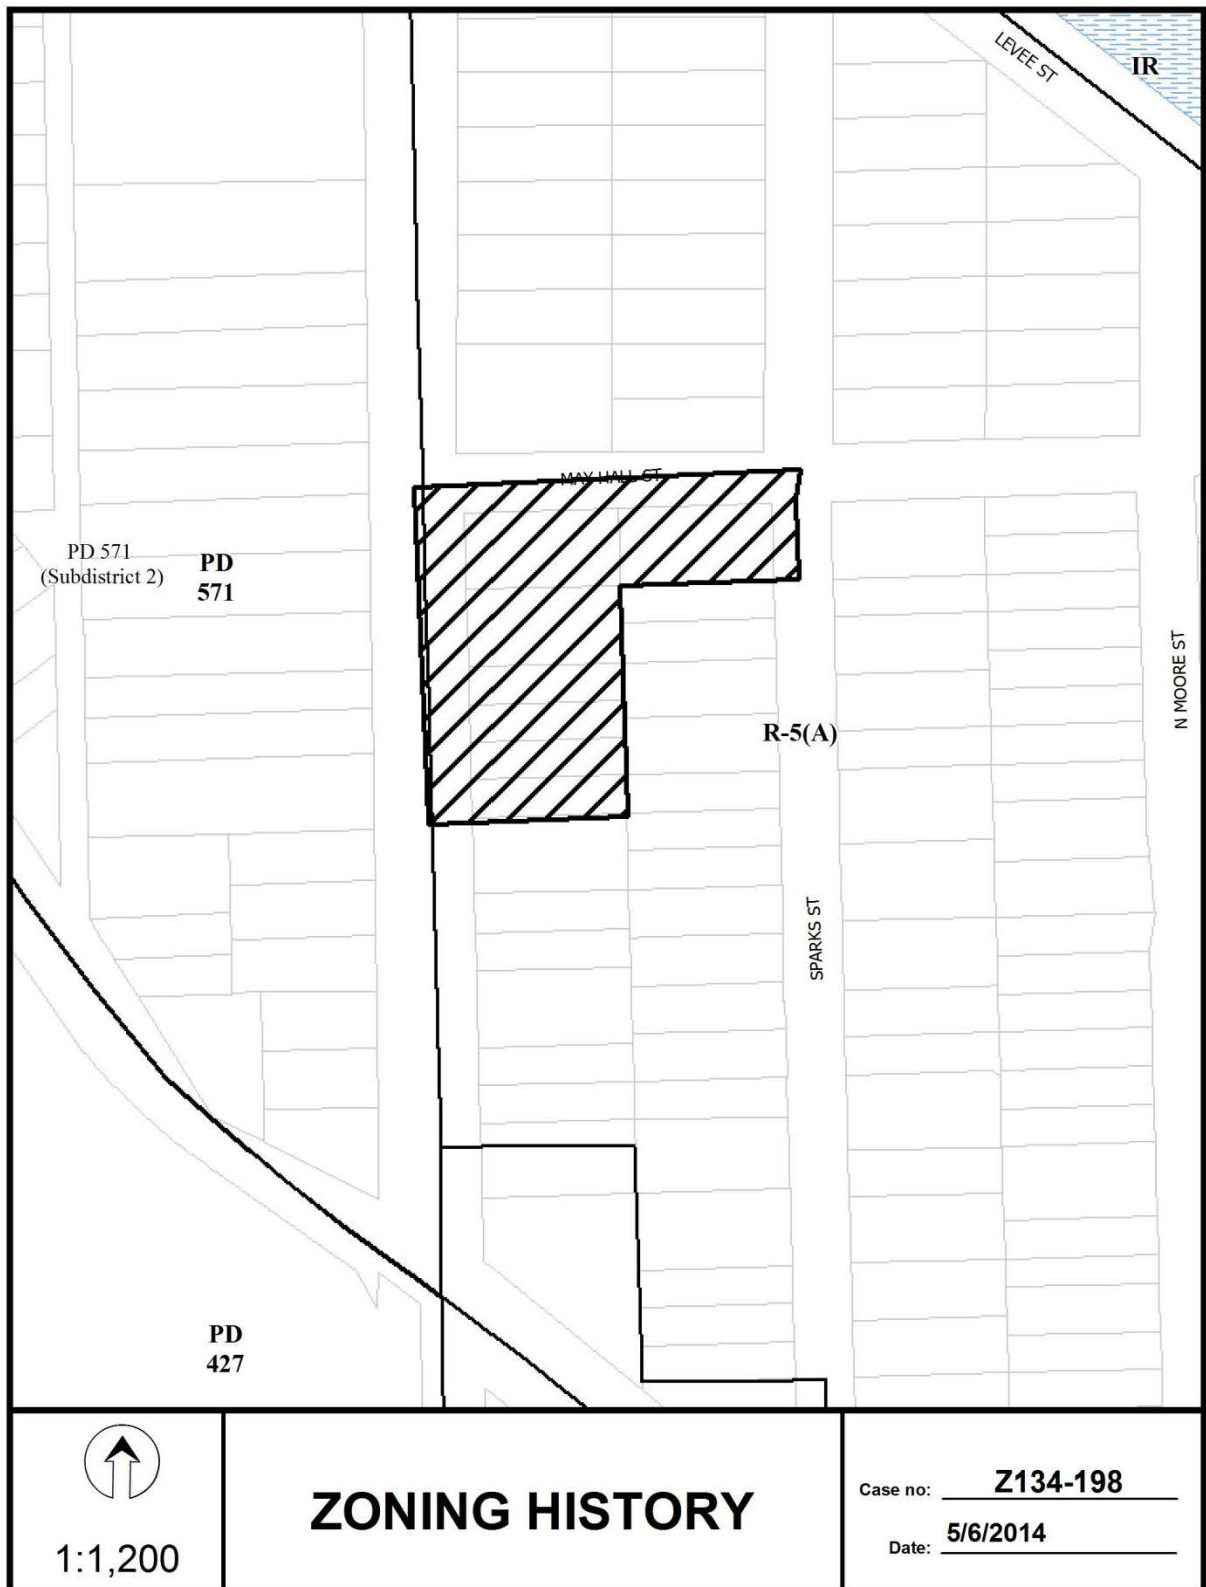 LEVEE ST
IR
MAY HALL ST
PD 571
(Subdistrict 2)
PD
571
N MOORE ST
R-5(A)
SPARKS ST
PD
427
1:1,200
ZONING HISTORY
Case no: Z134-198
Date: 5/6/2014